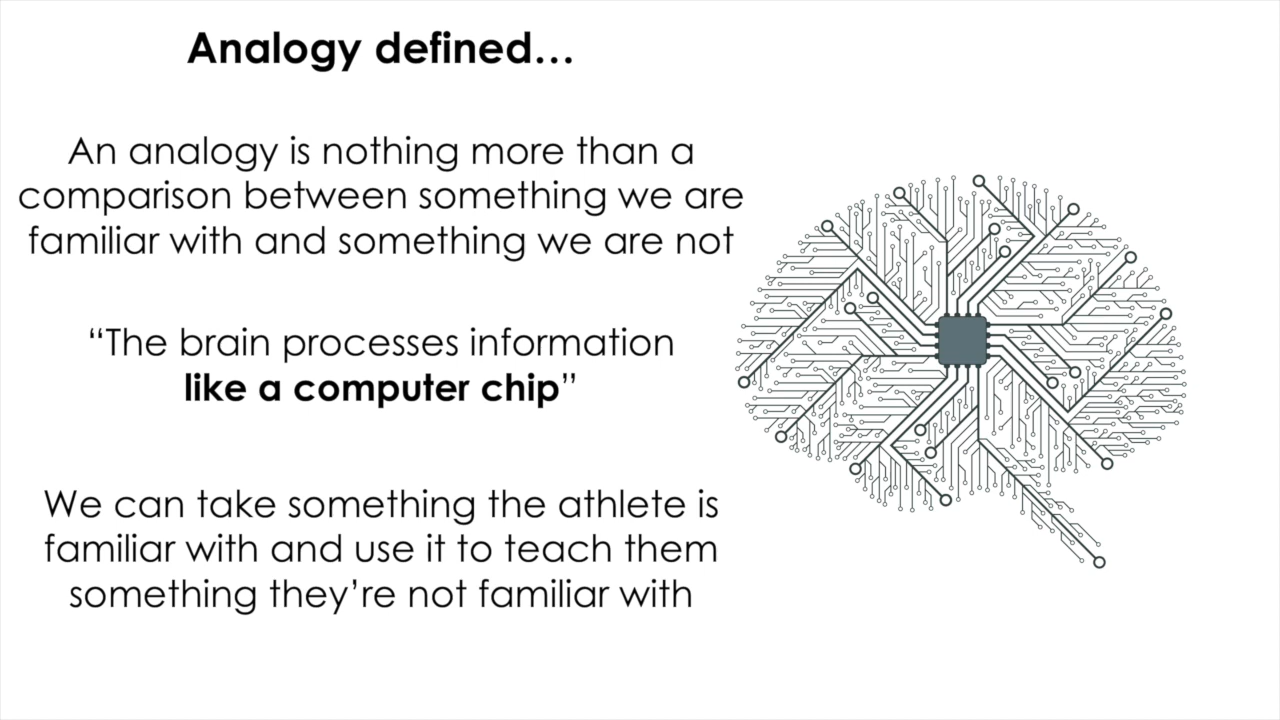 Analogy defined…
An analogy is nothing more than a
comparison between something we are
familiar with and something we are not
“The brain processes information
like a computer chip”
We can take something the athlete is
familiar with and use it to teach them
something they’re not familiar with